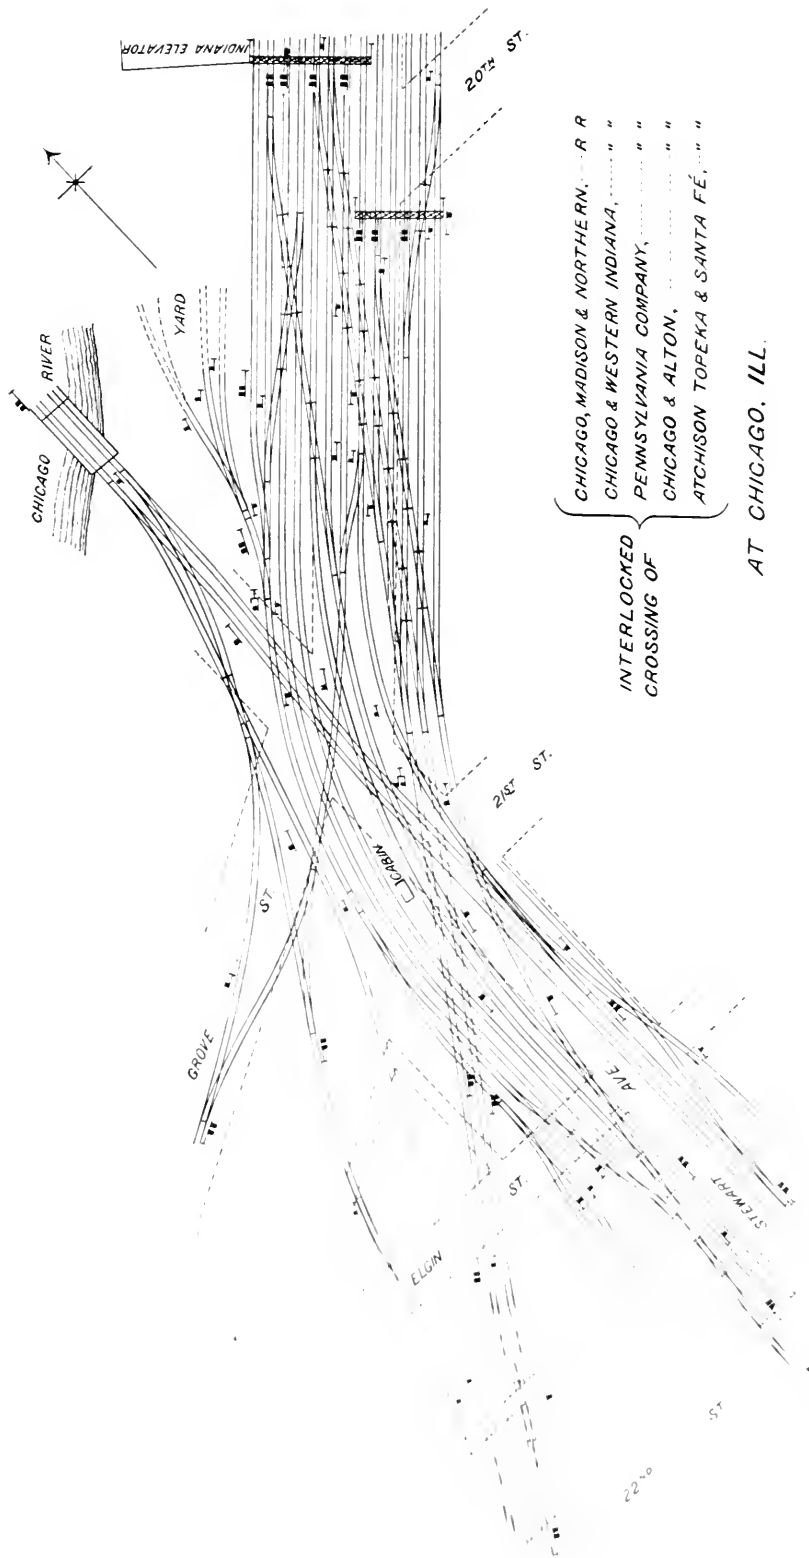 INDIANA ELEVATOR
20TH ST.
YARD
RIVER
CHICAGO
GROVE ST.
CABIN
21ST ST.
ELGIN ST.
STEWART AVE
22ND ST
INTERLOCKED
CROSSING OF
CHICAGO, MADISON & NORTHERN, ... R R
CHICAGO & WESTERN INDIANA, ...... " "
PENNSYLVANIA COMPANY, ............ " "
CHICAGO & ALTON, ............ " "
ATCHISON TOPEKA & SANTA FÉ, ... " "
AT CHICAGO, ILL.